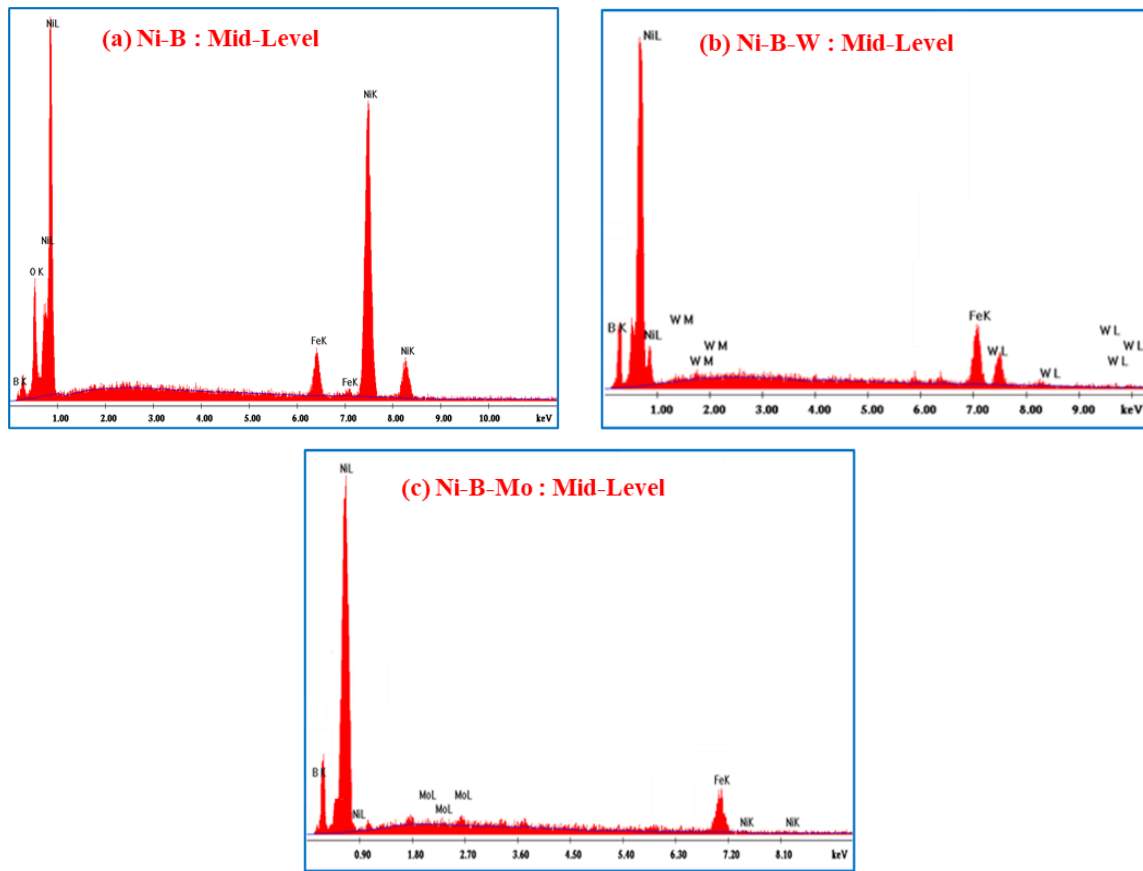 (a) Ni-B : Mid-Level
NiL
NiL
O K
B K
FeK
FeK
NiK
NiK
1.00 2.00 3.00 4.00 5.00 6.00 7.00 8.00 9.00 10.00 keV
(b) Ni-B-W : Mid-Level
NiL
B K
NiL
W M
W M
W M
FeK
W L
W L
W L
W L
W L
1.00 2.00 3.00 4.00 5.00 6.00 7.00 8.00 9.00 keV
(c) Ni-B-Mo : Mid-Level
NiL
B K
NiL
MoL
MoL
MoL
FeK
NiK
NiK
0.90 1.80 2.70 3.60 4.50 5.40 6.30 7.20 8.10 keV